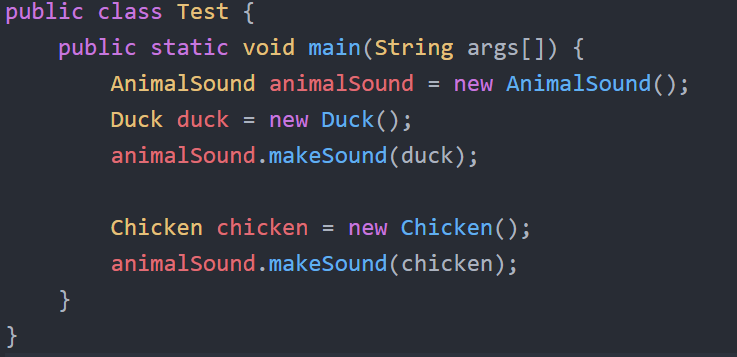 public class Test {
    public static void main(String args[]) {
        AnimalSound animalSound = new AnimalSound();
        Duck duck = new Duck();
        animalSound.makeSound(duck);

        Chicken chicken = new Chicken();
        animalSound.makeSound(chicken);
    }
}